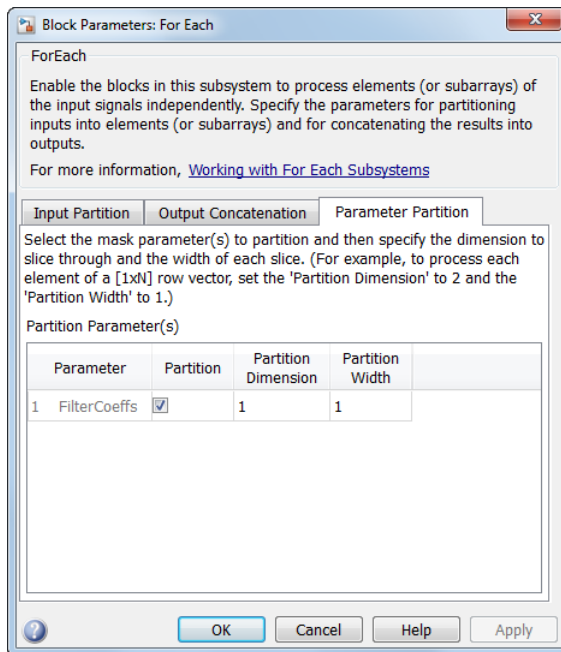 Block Parameters: For Each
ForEach
Enable the blocks in this subsystem to process elements (or subarrays) of
the input signals independently. Specify the parameters for partitioning
inputs into elements (or subarrays) and for concatenating the results into
outputs.
For more information, Working with For Each Subsystems
Input Partition Output Concatenation Parameter Partition
Select the mask parameter(s) to partition and then specify the dimension to
slice through and the width of each slice. (For example, to process each
element of a [1xN] row vector, set the 'Partition Dimension' to 2 and the
'Partition Width' to 1.)
Partition Parameter(s)
Parameter Partition Partition Dimension Partition Width
1 FilterCoeffs 1 1
OK Cancel Help Apply